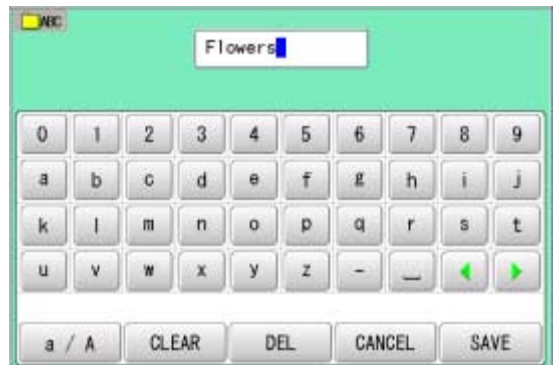 ABC
Flowers
0 1 2 3 4 5 6 7 8 9
a b c d e f g h i j
k l m n o p q r s t
u v w x y z - _
a / A CLEAR DEL CANCEL SAVE